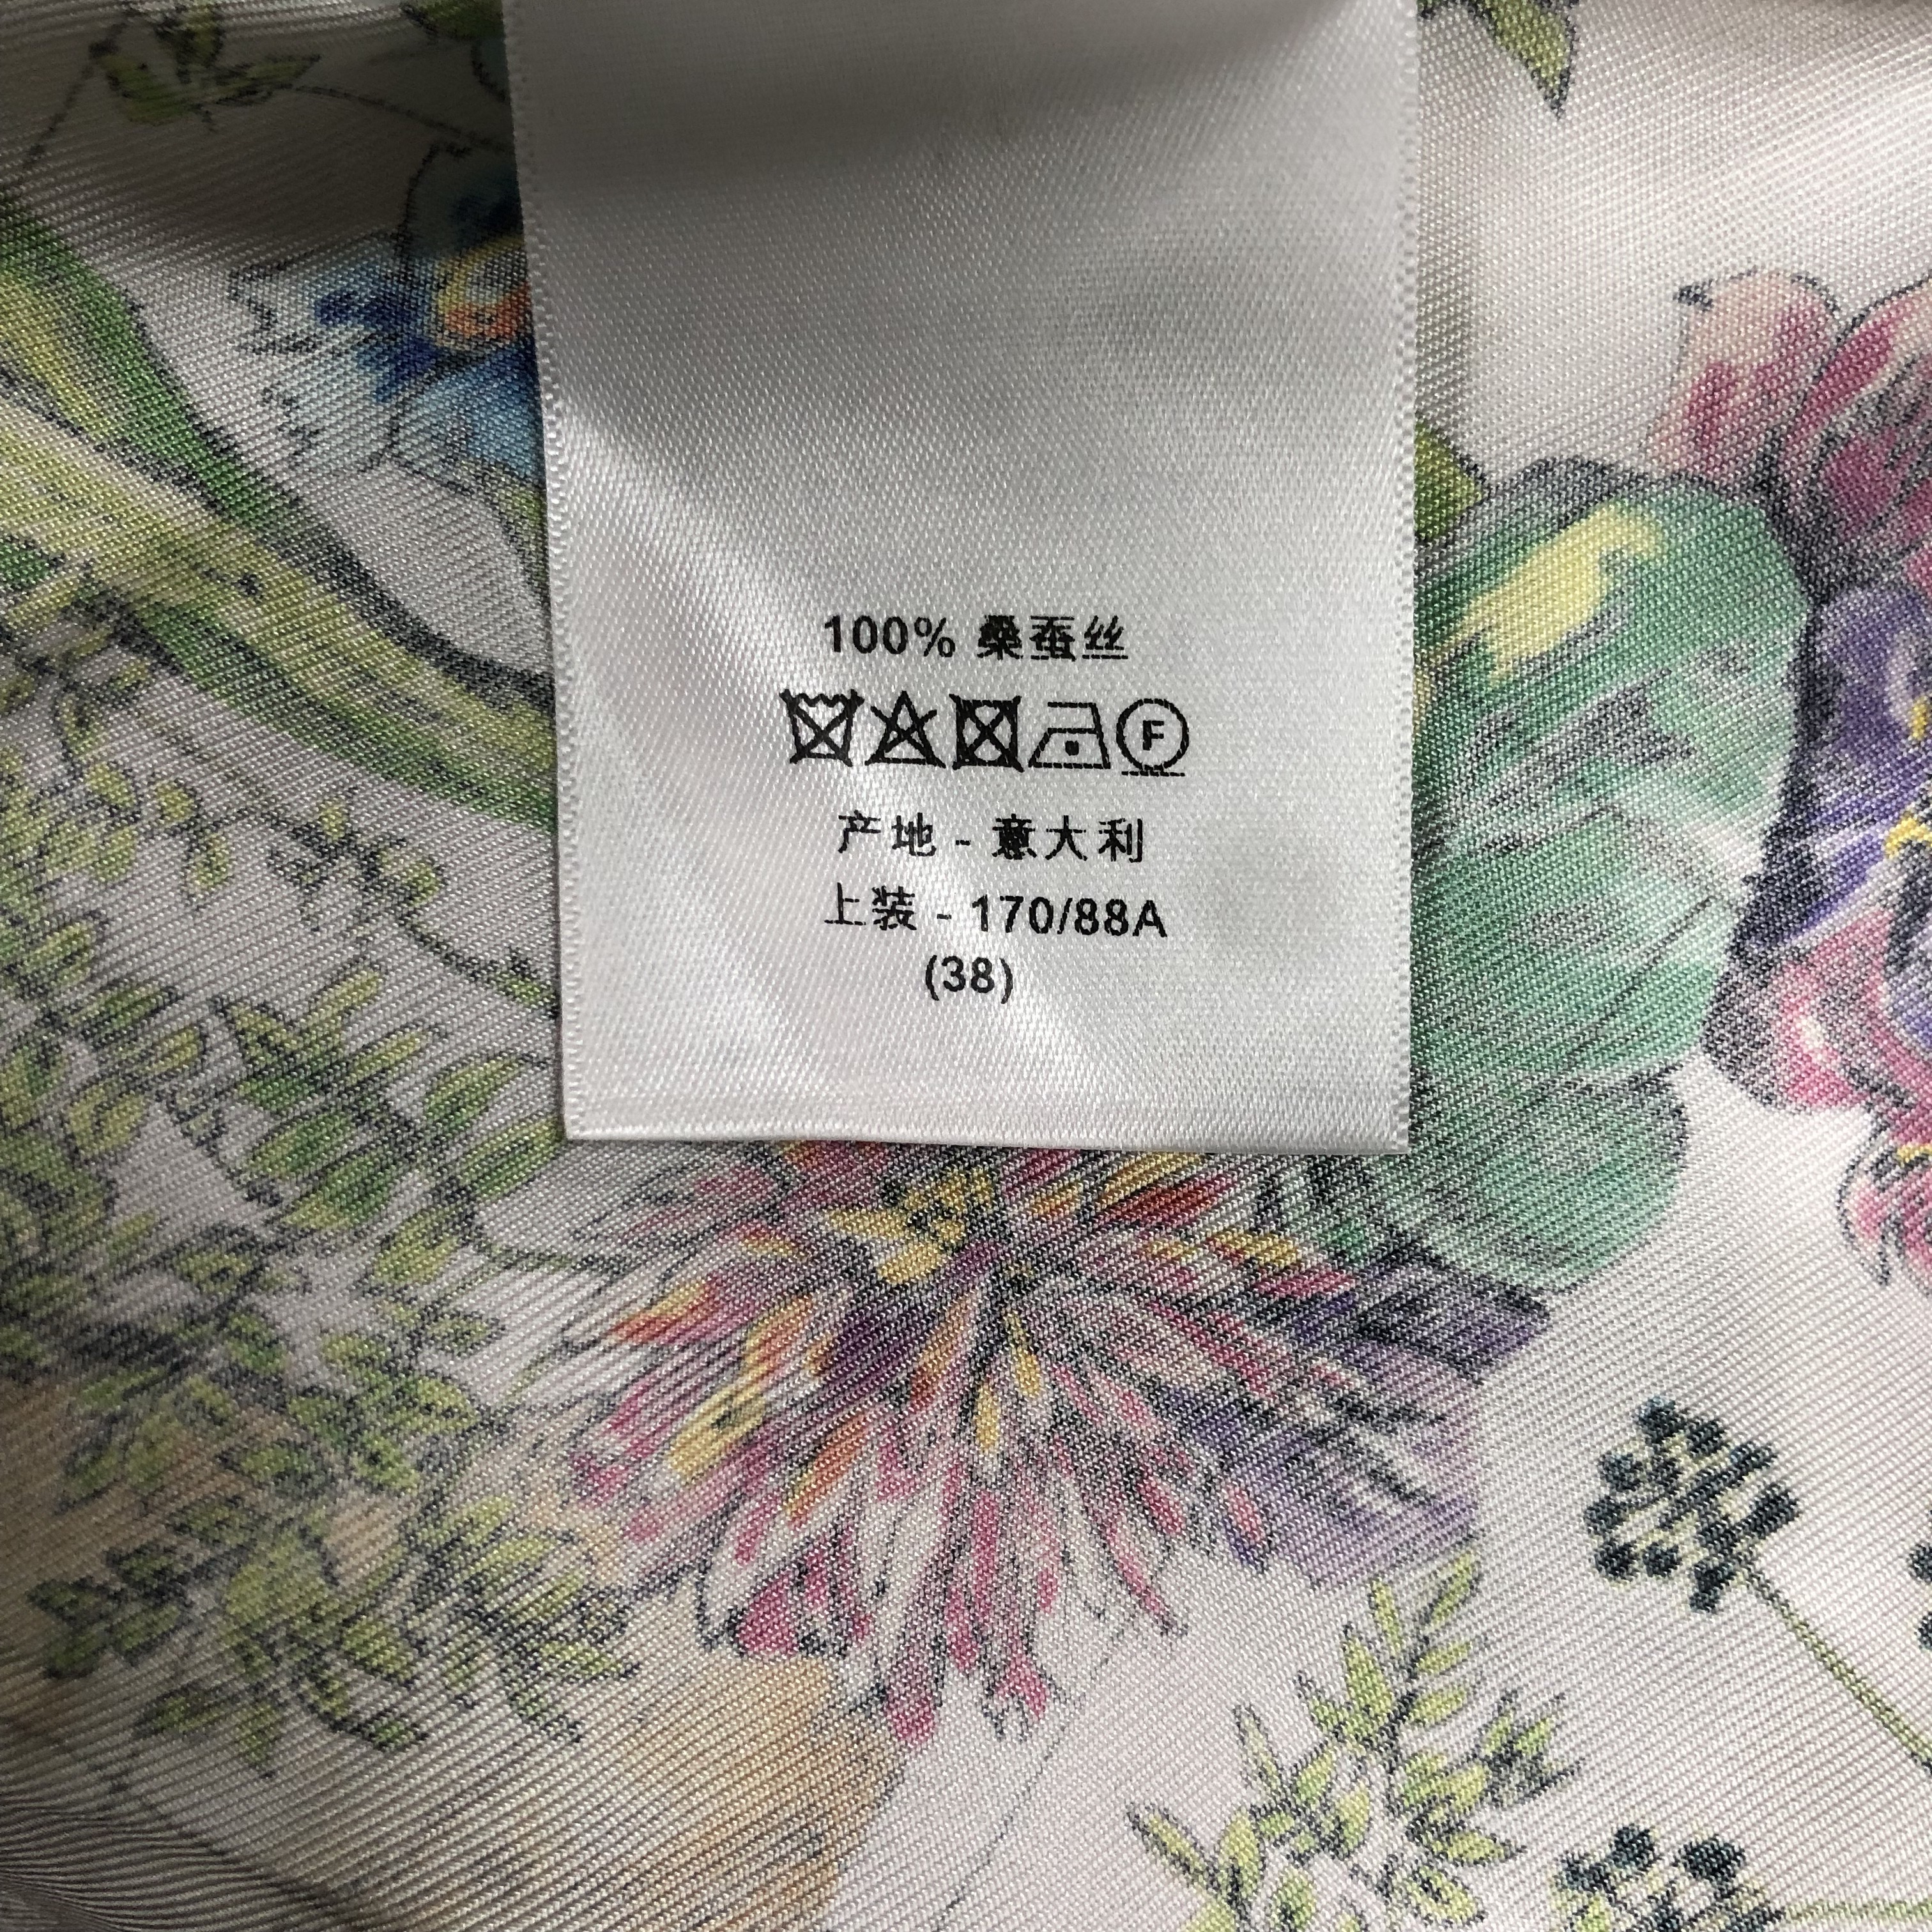 100% 桑蚕丝
F
产地 - 意大利
上装 - 170/88A
(38)